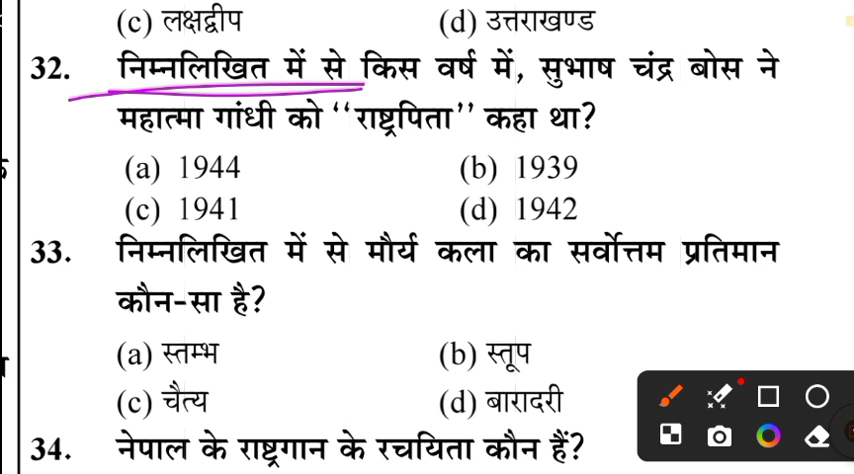 (c) लक्षद्वीप (d) उत्तराखण्ड
32. निम्नलिखित में से किस वर्ष में, सुभाष चंद्र बोस ने
महात्मा गांधी को ‘‘राष्ट्रपिता’’ कहा था?
(a) 1944 (b) 1939
(c) 1941 (d) 1942
33. निम्नलिखित में से मौर्य कला का सर्वोत्तम प्रतिमान
कौन-सा है?
(a) स्तम्भ (b) स्तूप
(c) चैत्य (d) बारादरी
34. नेपाल के राष्ट्रगान के रचयिता कौन हैं?